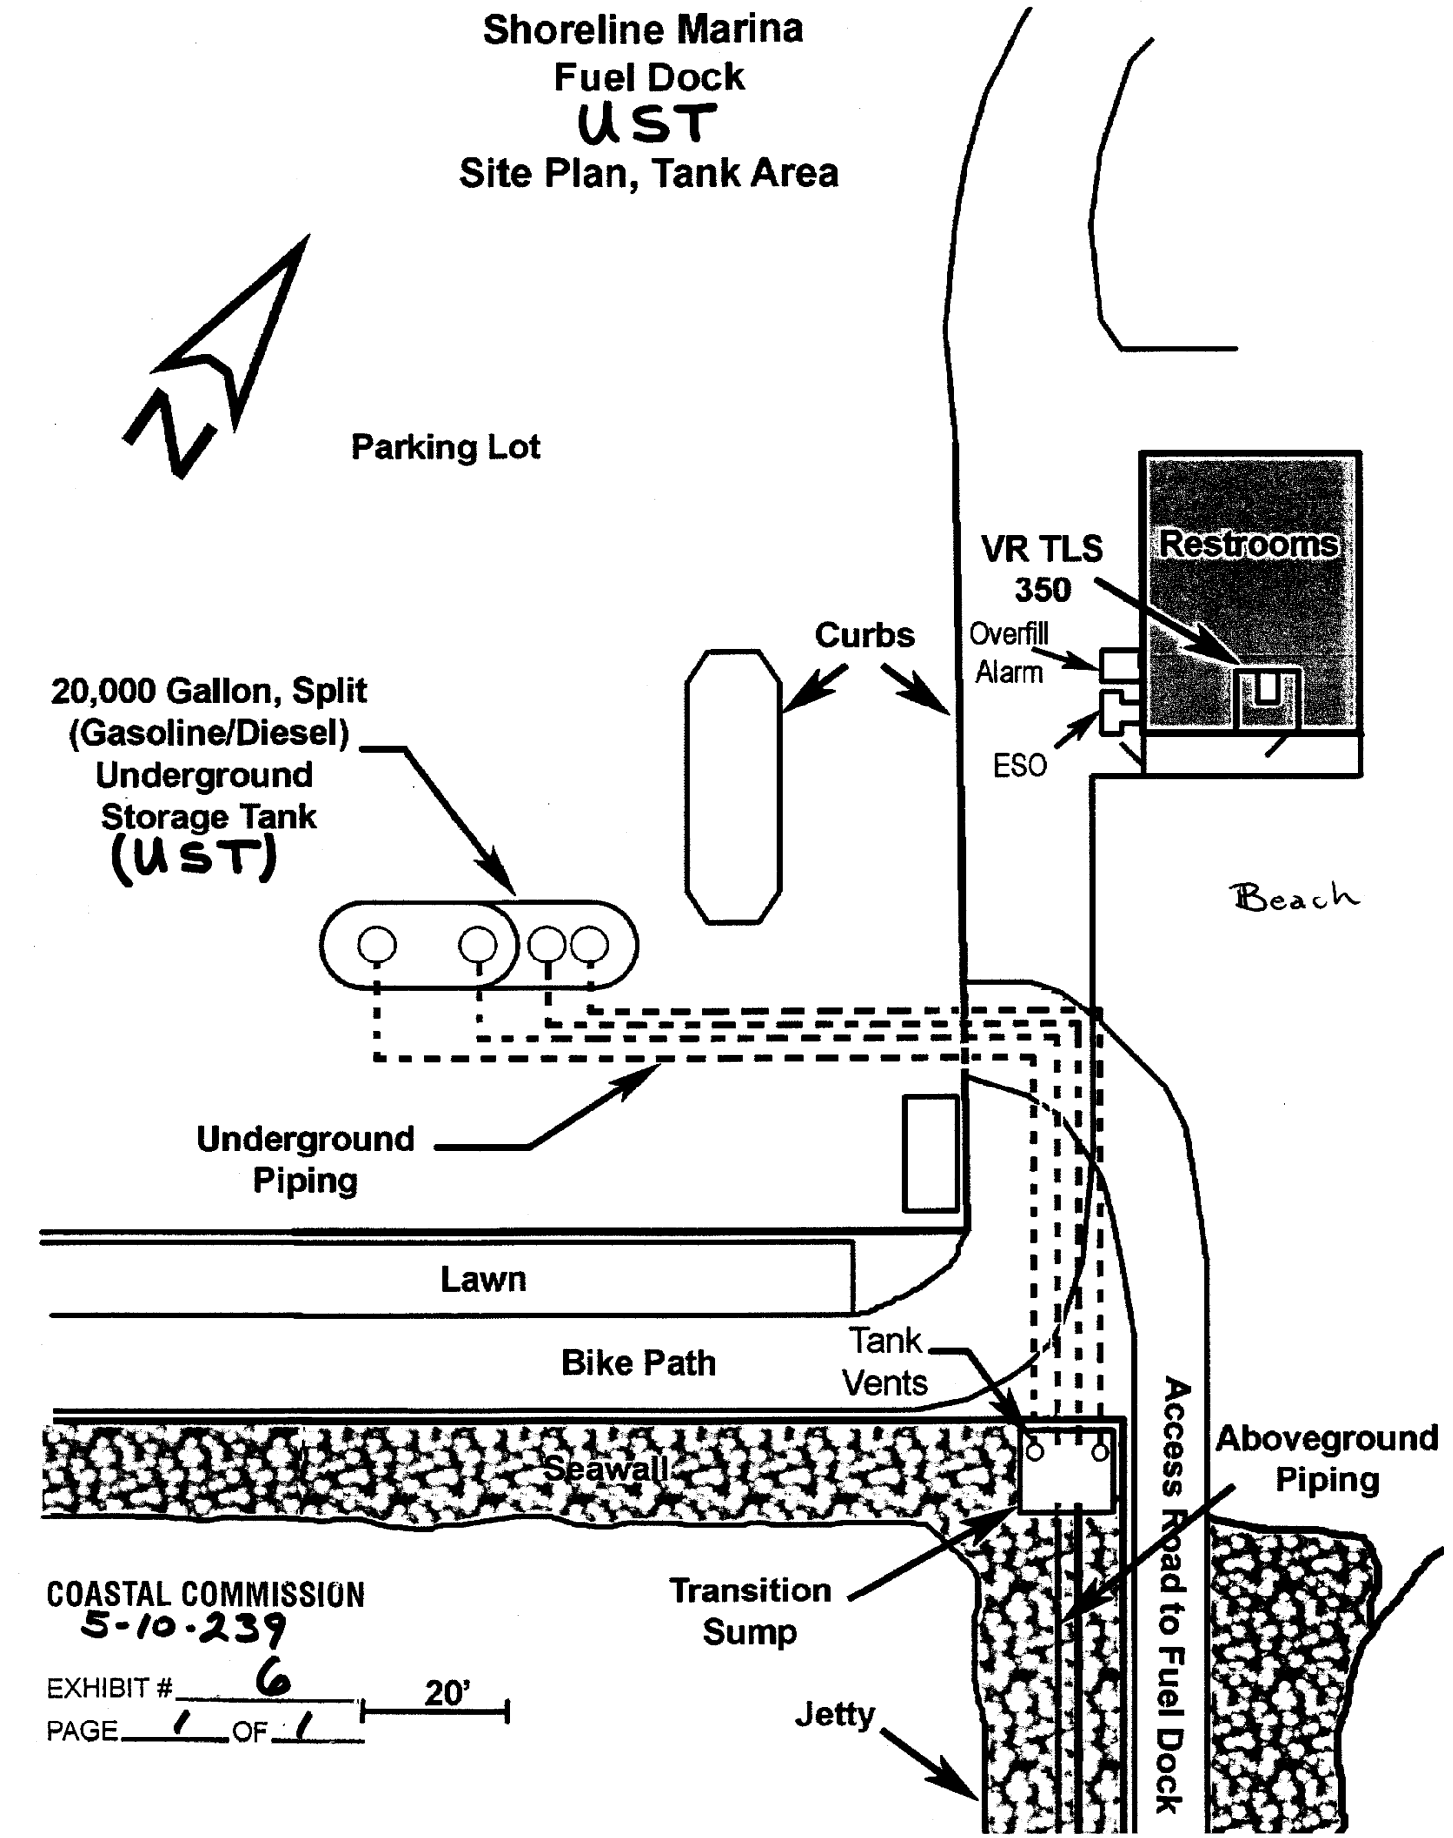 Shoreline Marina
Fuel Dock
UST
Site Plan, Tank Area
N
Parking Lot
VR TLS
350
Restrooms
Curbs
Overfill
Alarm
ESO
20,000 Gallon, Split
(Gasoline/Diesel)
Underground
Storage Tank
(UST)
Beach
Underground
Piping
Lawn
Bike Path
Tank
Vents
Access Road to Fuel Dock
Aboveground
Piping
Seawall
Transition
Sump
Jetty
COASTAL COMMISSION
5-10-239
EXHIBIT # 6
PAGE 1 OF 1
20'